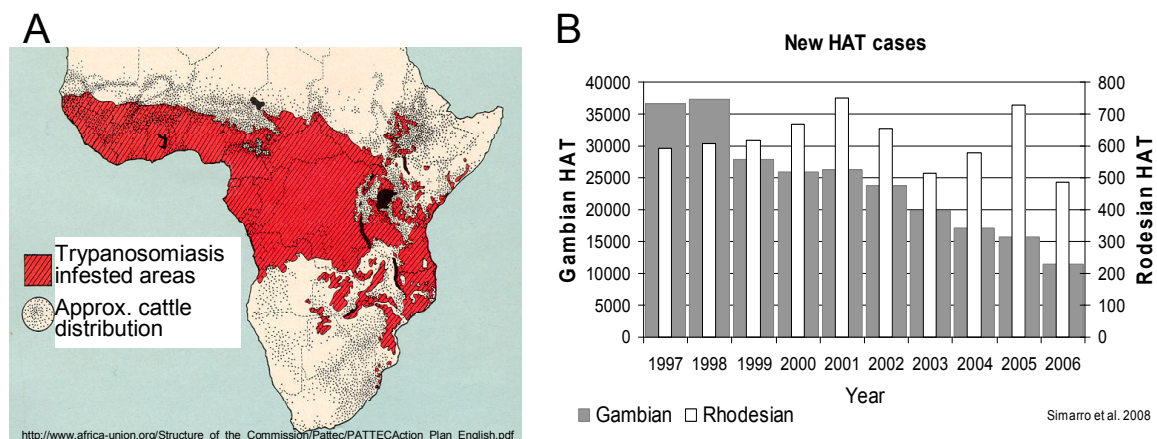 A
Trypanosomiasis
infested areas
Approx. cattle
distribution
http://www.africa-union.org/Structure_of_the_Commission/Pattec/PATTECAction_Plan_English.pdf
B
New HAT cases
40000
35000
30000
25000
20000
15000
10000
5000
0
Gambian HAT
800
700
600
500
400
300
200
100
0
Rodesian HAT
1997 1998 1999 2000 2001 2002 2003 2004 2005 2006
Year
Gambian Rhodesian
Simarro et al. 2008